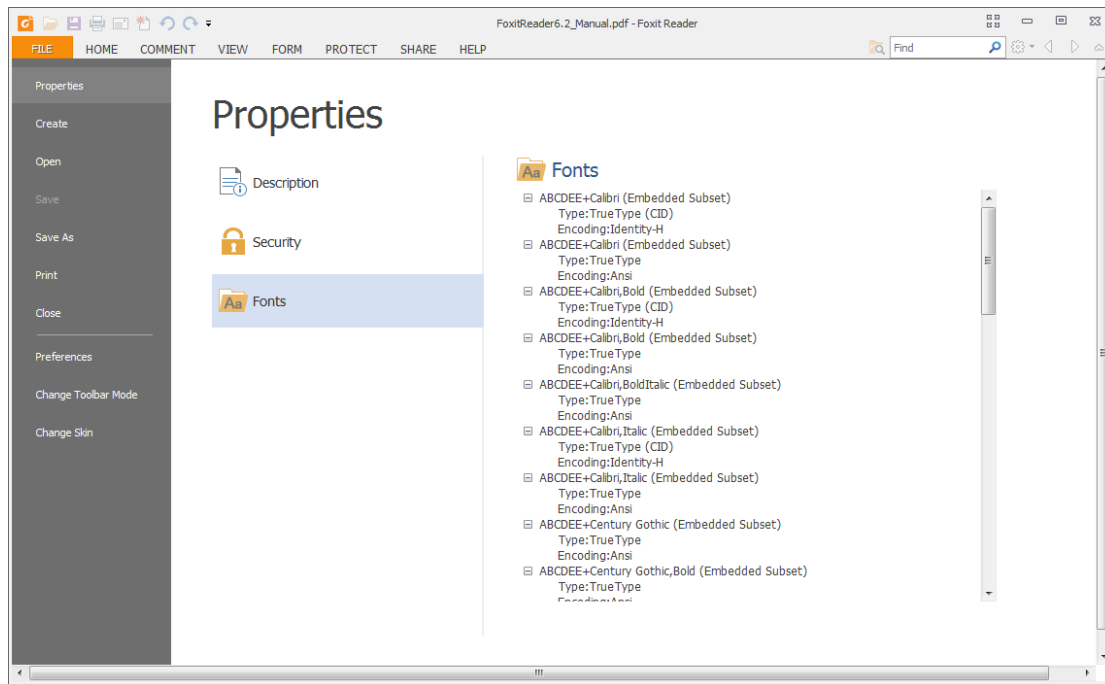 FoxitReader6.2_Manual.pdf - Foxit Reader
FILE HOME COMMENT VIEW FORM PROTECT SHARE HELP Find
Properties
Create
Open
Save
Save As
Print
Close
Preferences
Change Toolbar Mode
Change Skin
Properties
Description
Security
Aa Fonts
Aa Fonts
ABCDEE+Calibri (Embedded Subset)
Type:TrueType (CID)
Encoding:Identity-H
ABCDEE+Calibri (Embedded Subset)
Type:TrueType
Encoding:Ansi
ABCDEE+Calibri,Bold (Embedded Subset)
Type:TrueType (CID)
Encoding:Identity-H
ABCDEE+Calibri,Bold (Embedded Subset)
Type:TrueType
Encoding:Ansi
ABCDEE+Calibri,BoldItalic (Embedded Subset)
Type:TrueType
Encoding:Ansi
ABCDEE+Calibri,Italic (Embedded Subset)
Type:TrueType (CID)
Encoding:Identity-H
ABCDEE+Calibri,Italic (Embedded Subset)
Type:TrueType
Encoding:Ansi
ABCDEE+Century Gothic (Embedded Subset)
Type:TrueType
Encoding:Ansi
ABCDEE+Century Gothic,Bold (Embedded Subset)
Type:TrueType
Encoding:Ansi